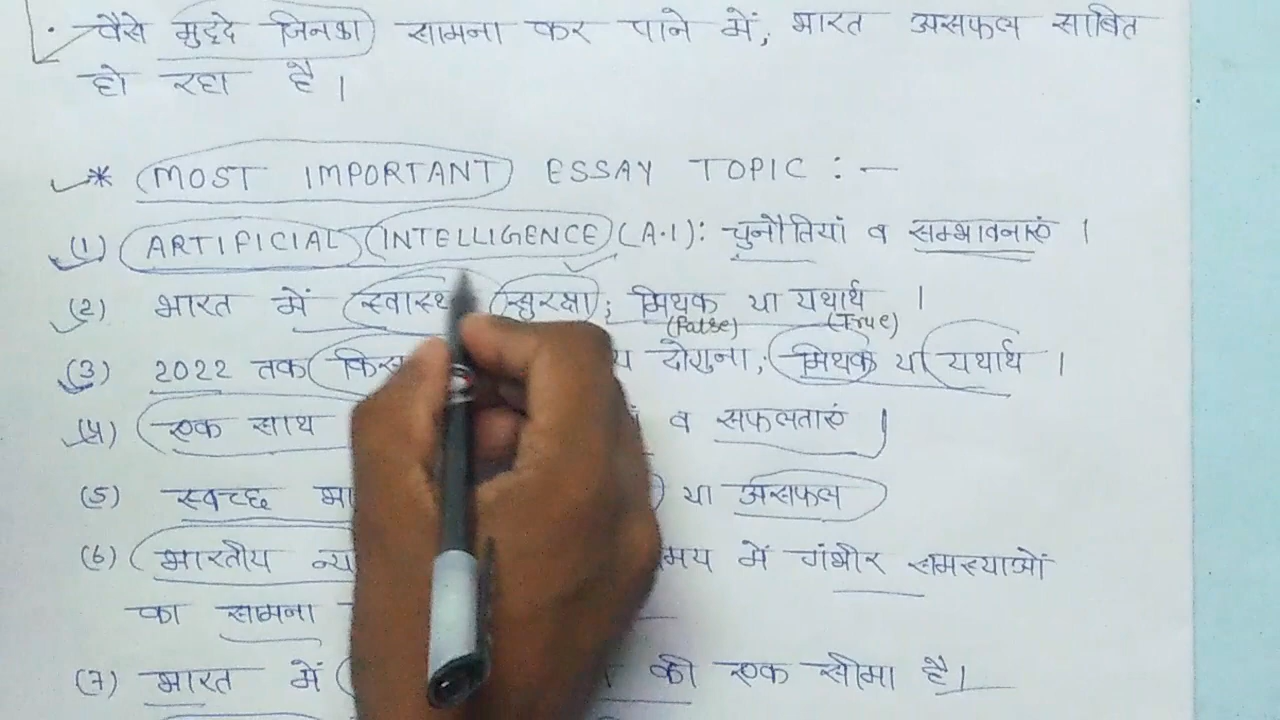 . वैसे मुद्दे जिनका सामना कर पाने में, भारत असफल साबित
हो रहा है।
* MOST IMPORTANT ESSAY TOPIC : —
(1) ARTIFICIAL INTELLIGENCE (A.I): चुनौतियां व सम्भावनाएं ।
(2) भारत में सुरक्षा; मिथक या यथार्थ ।
(False) (True)
(3) 2022 तक दोगुना; मिथक या यथार्थ ।
(4) एक साथ व सफलताएं
(5) स्वच्छ या असफल
(6) भारतीय में गंभीर समस्याओं
का सामना
(7) भारत में की एक सीमा है।